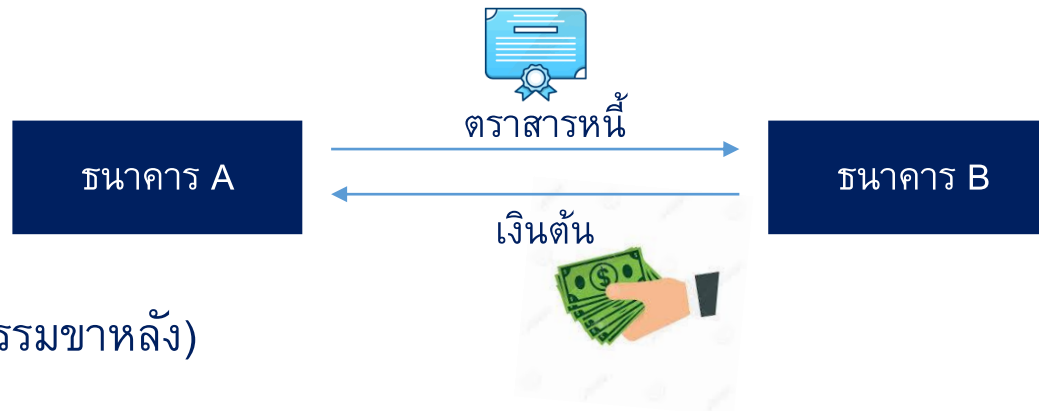 ตราสารหนี้
ธนาคาร A
ธนาคาร B
เงินต้น
รรมขาหลัง)